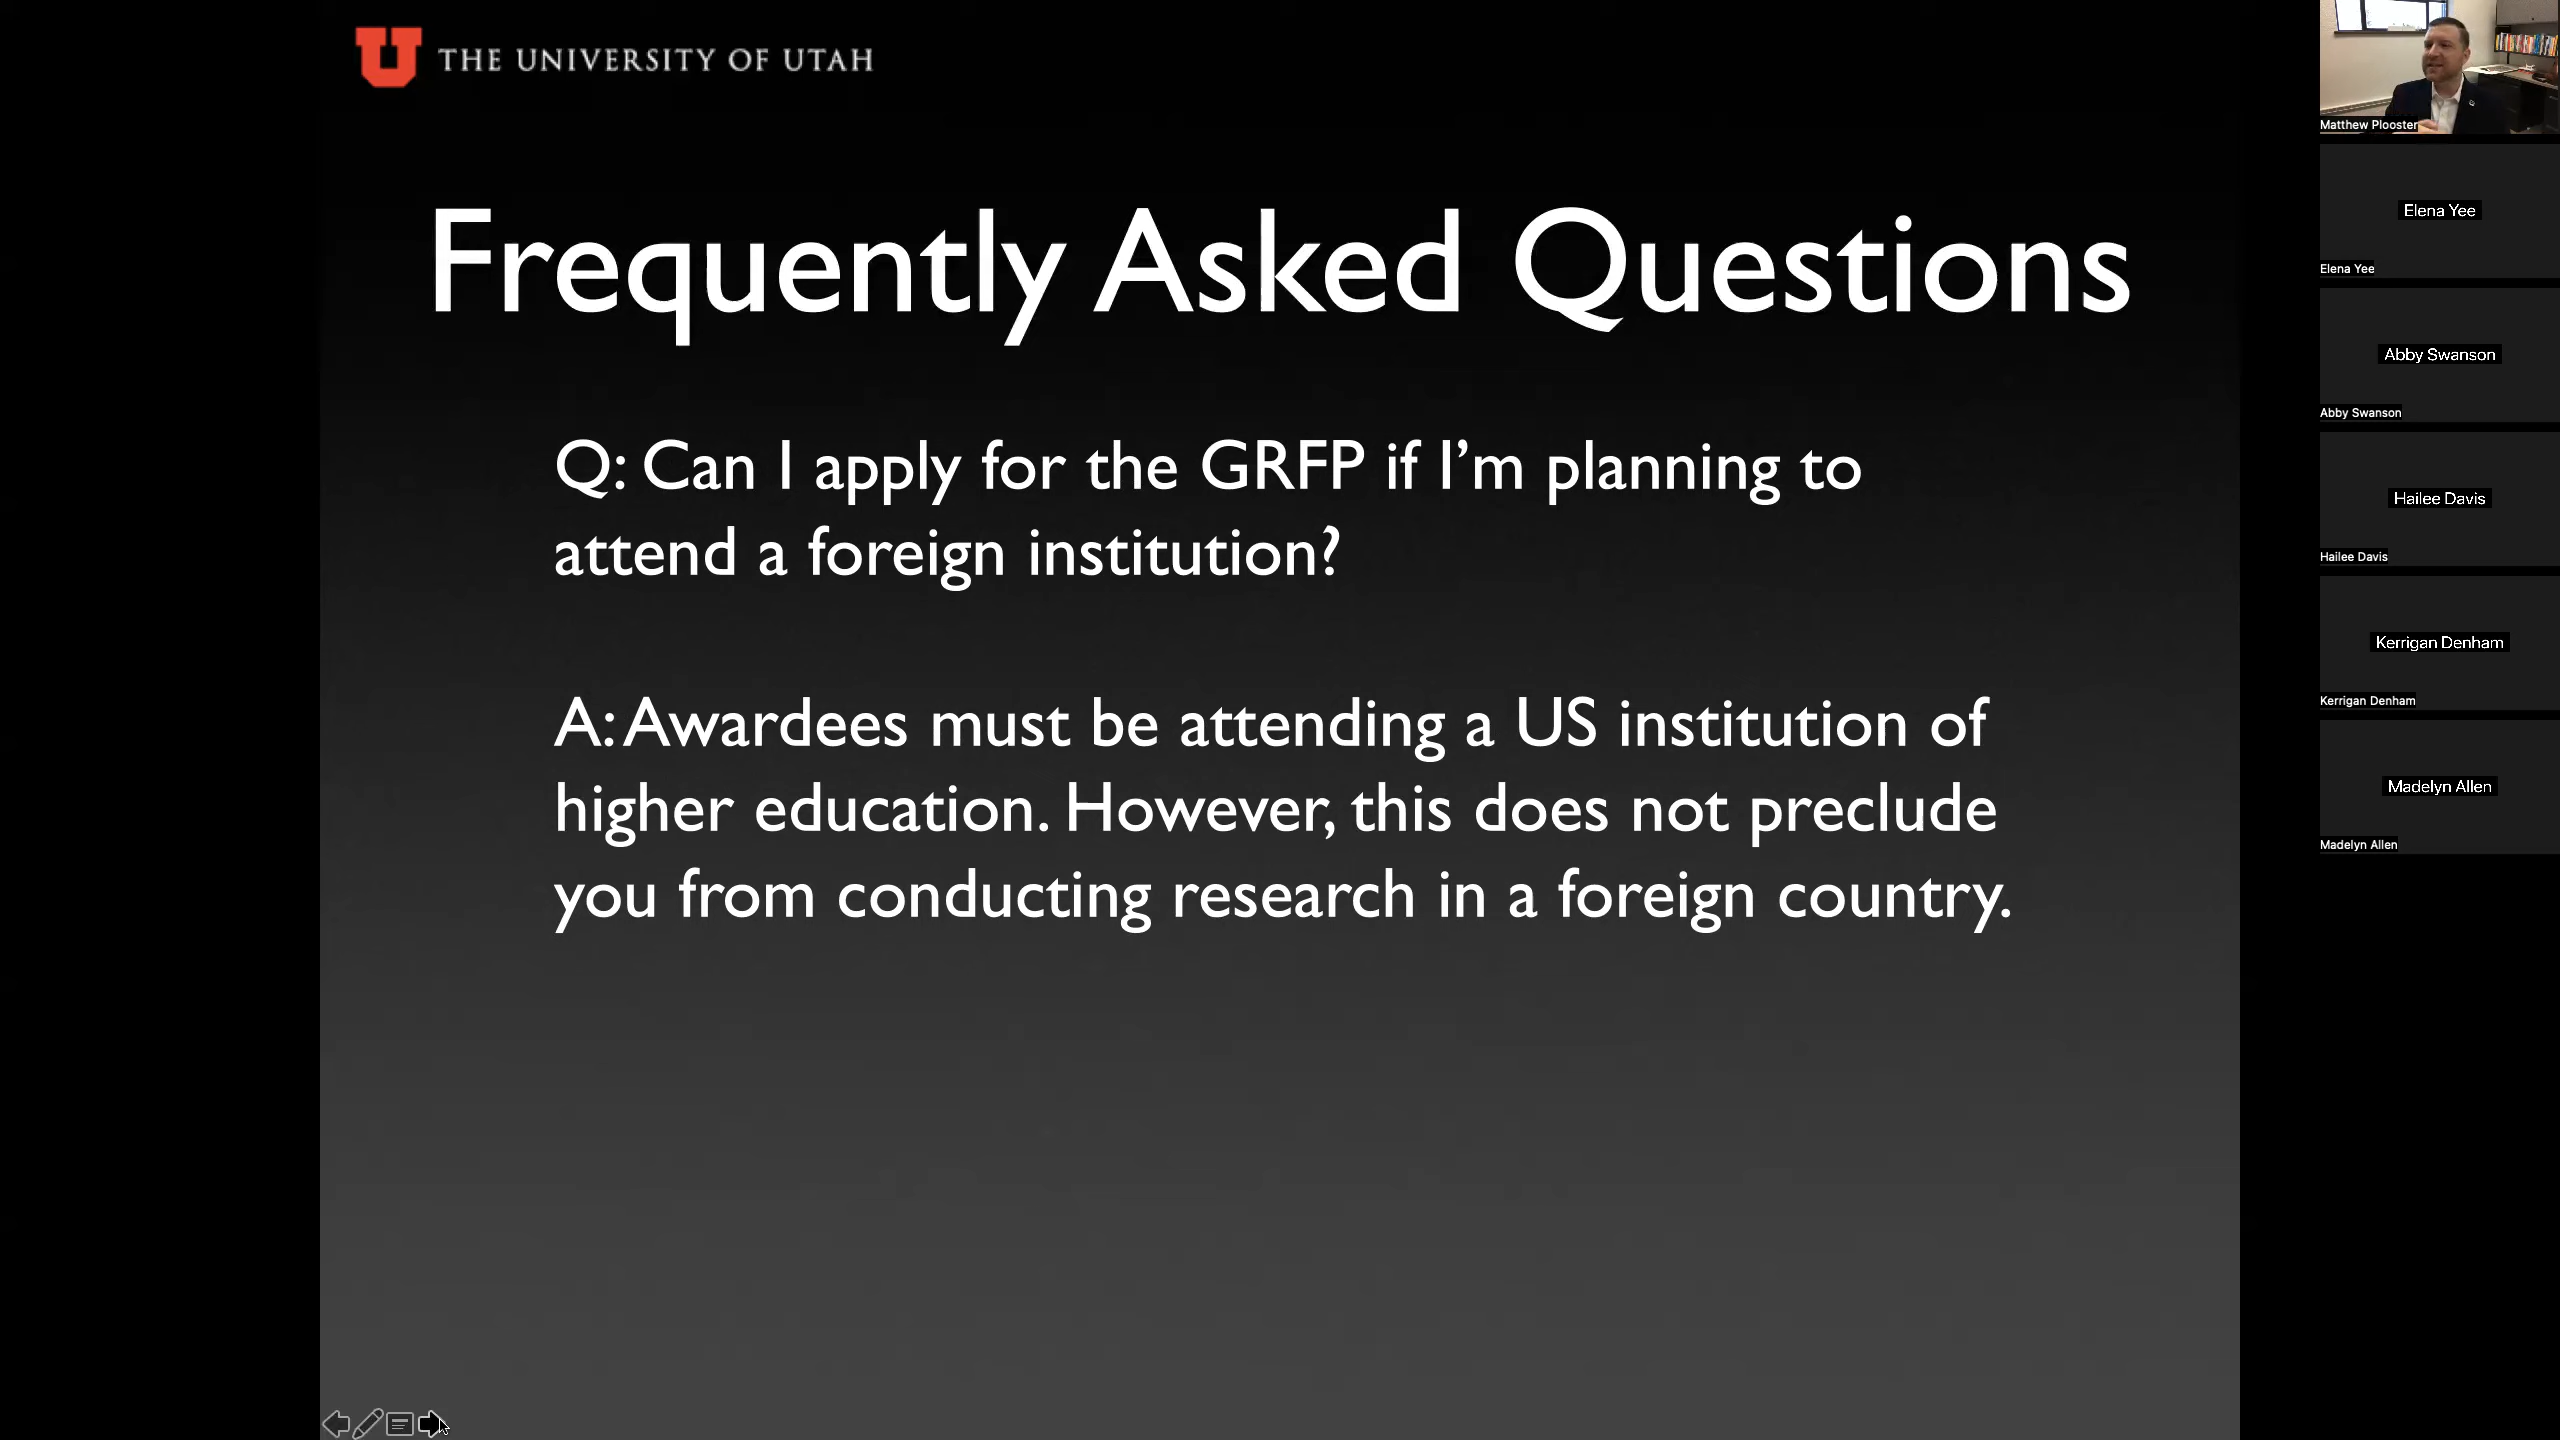 THE UNIVERSITY OF UTAH
Frequently Asked Questions
Q: Can I apply for the GRFP if I’m planning to
attend a foreign institution?
A: Awardees must be attending a US institution of
higher education. However, this does not preclude
you from conducting research in a foreign country.
Matthew Plooster
Elena Yee
Elena Yee
Abby Swanson
Abby Swanson
Hailee Davis
Hailee Davis
Kerrigan Denham
Kerrigan Denham
Madelyn Allen
Madelyn Allen